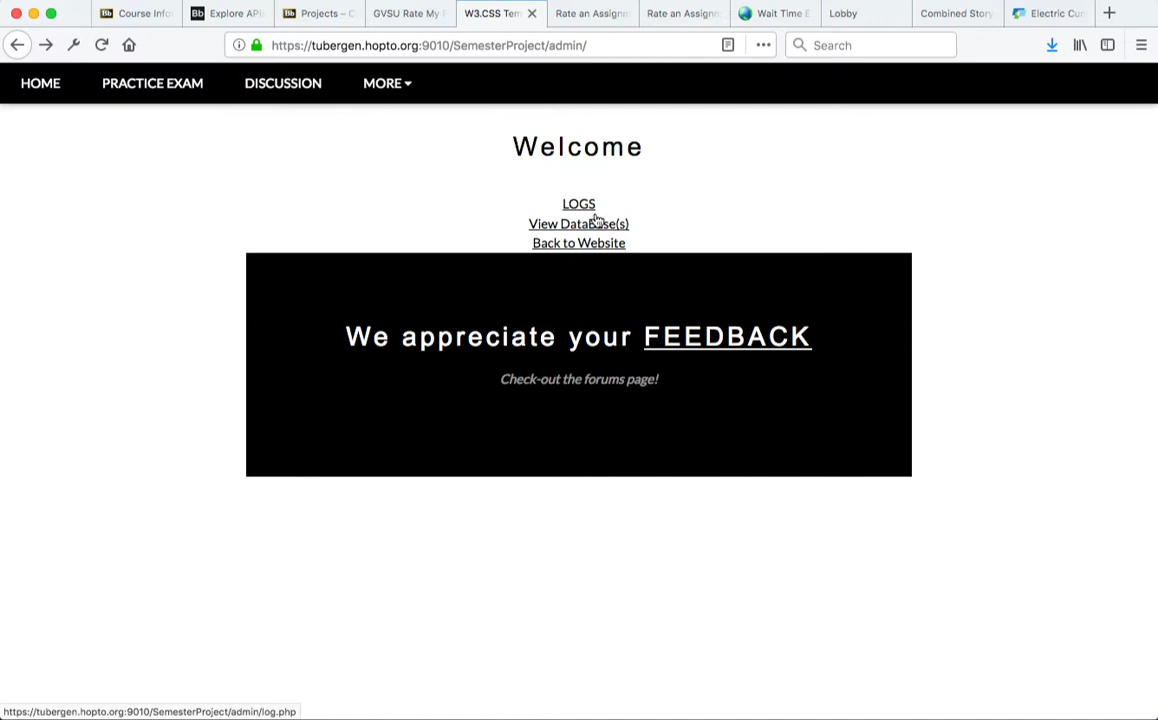 Course Info
Explore APIs
Projects – C
GVSU Rate My
W3.CSS Tem
Rate an Assignm
Rate an Assignm
Wait Time E
Lobby
Combined Story
Electric Cur
https://tubergen.hopto.org:9010/SemesterProject/admin/
Search
HOME
PRACTICE EXAM
DISCUSSION
MORE
Welcome
LOGS
View DataBase(s)
Back to Website
We appreciate your FEEDBACK
Check-out the forums page!
https://tubergen.hopto.org:9010/SemesterProject/admin/log.php